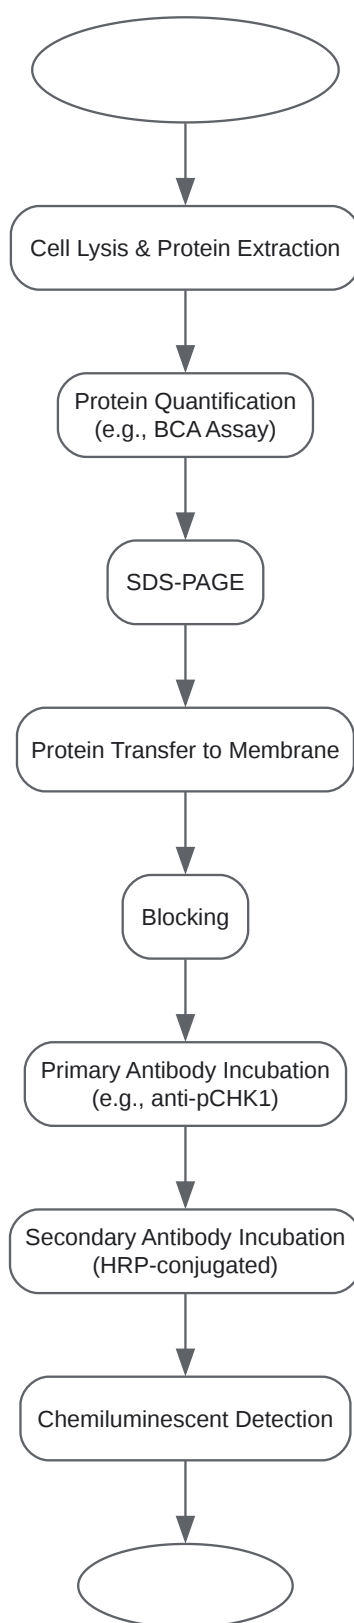 Cell Lysis & Protein Extraction
Protein Quantification
(e.g., BCA Assay)
SDS-PAGE
Protein Transfer to Membrane
Blocking
Primary Antibody Incubation
(e.g., anti-pCHK1)
Secondary Antibody Incubation
(HRP-conjugated)
Chemiluminescent Detection